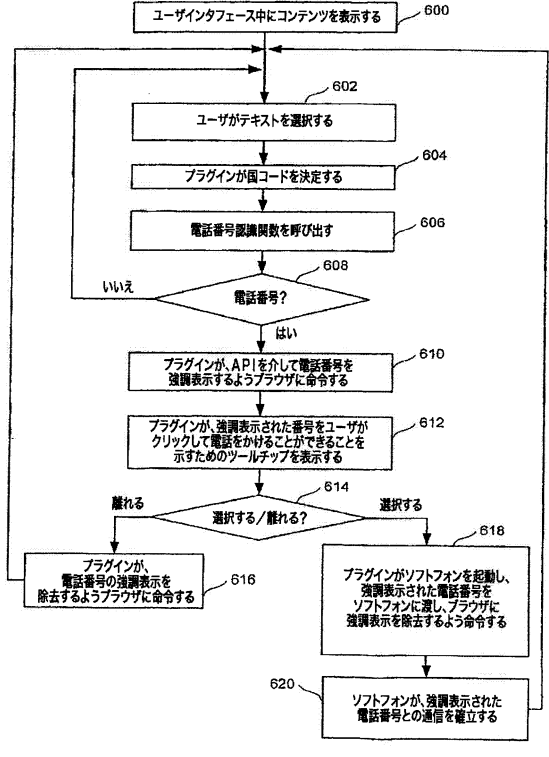 ユーザインタフェース中にコンテンツを表示する
600
602
ユーザがテキストを選択する
604
プラグインが国コードを決定する
606
電話番号認識関数を呼び出す
608
いいえ
電話番号?
はい
610
プラグインが、APIを介して電話番号を
強調表示するようブラウザに命令する
612
プラグインが、強調表示された番号をユーザが
クリックして電話をかけることができることを
示すためのツールチップを表示する
614
離れる
選択する/離れる?
選択する
616
プラグインが、
電話番号の強調表示を
除去するようブラウザに命令する
618
プラグインがソフトフォンを起動し、
強調表示された電話番号を
ソフトフォンに渡し、ブラウザに
強調表示を除去するよう命令する
620
ソフトフォンが、強調表示された
電話番号との通信を確立する